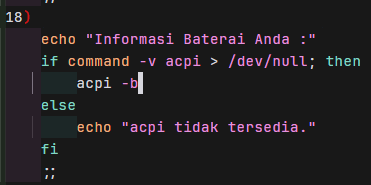 ;;
18)
echo "Informasi Baterai Anda :"
if command -v acpi > /dev/null; then
acpi -b
else
echo "acpi tidak tersedia."
fi
;;